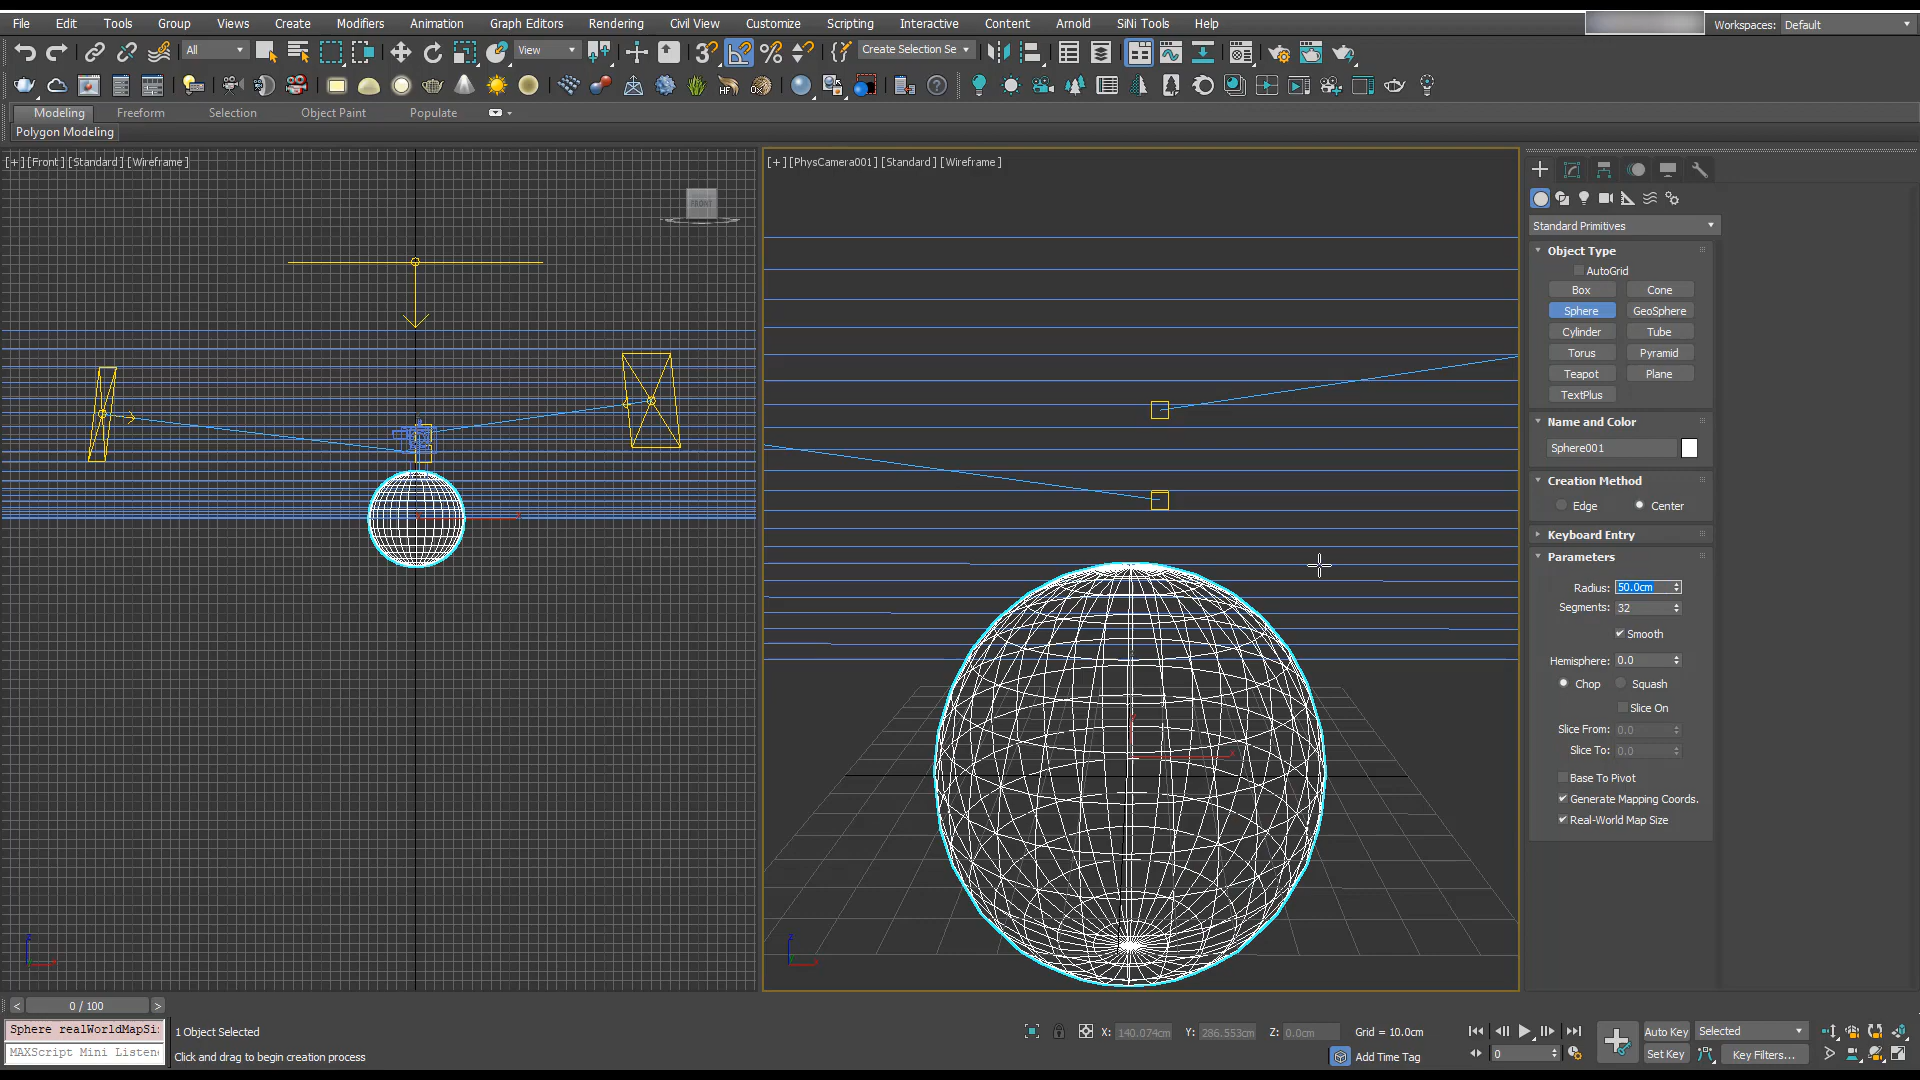 File Edit Tools Group Views Create Modifiers Animation Graph Editors Rendering Civil View Customize Scripting Interactive Content Arnold SiNi Tools Help Workspaces: Default
All View Create Selection Se
Modeling Freeform Selection Object Paint Populate
Polygon Modeling
[+] [Front] [Standard] [Wireframe]
[+] [PhysCamera001] [Standard] [Wireframe]
FRONT
Standard Primitives
Object Type
AutoGrid
Box Cone
Sphere GeoSphere
Cylinder Tube
Torus Pyramid
Teapot Plane
TextPlus
Name and Color
Sphere001
Creation Method
Edge Center
Keyboard Entry
Parameters
Radius: 50.0cm
Segments: 32
Smooth
Hemisphere: 0.0
Chop Squash
Slice On
Slice From: 0.0
Slice To: 0.0
Base To Pivot
Generate Mapping Coords.
Real-World Map Size
< 0 / 100 >
Sphere realWorldMapSi
1 Object Selected
X: 140.074cm Y: 286.553cm Z: 0.0cm Grid = 10.0cm
Auto Key Selected
MAXScript Mini Listen
Click and drag to begin creation process
Add Time Tag
0
Set Key Key Filters...